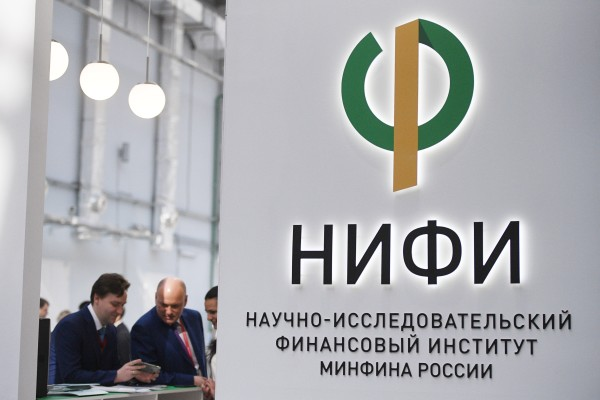 НИФИ
НАУЧНО-ИССЛЕДОВАТЕЛЬСКИЙ
ФИНАНСОВЫЙ ИНСТИТУТ
МИНФИНА РОССИИ